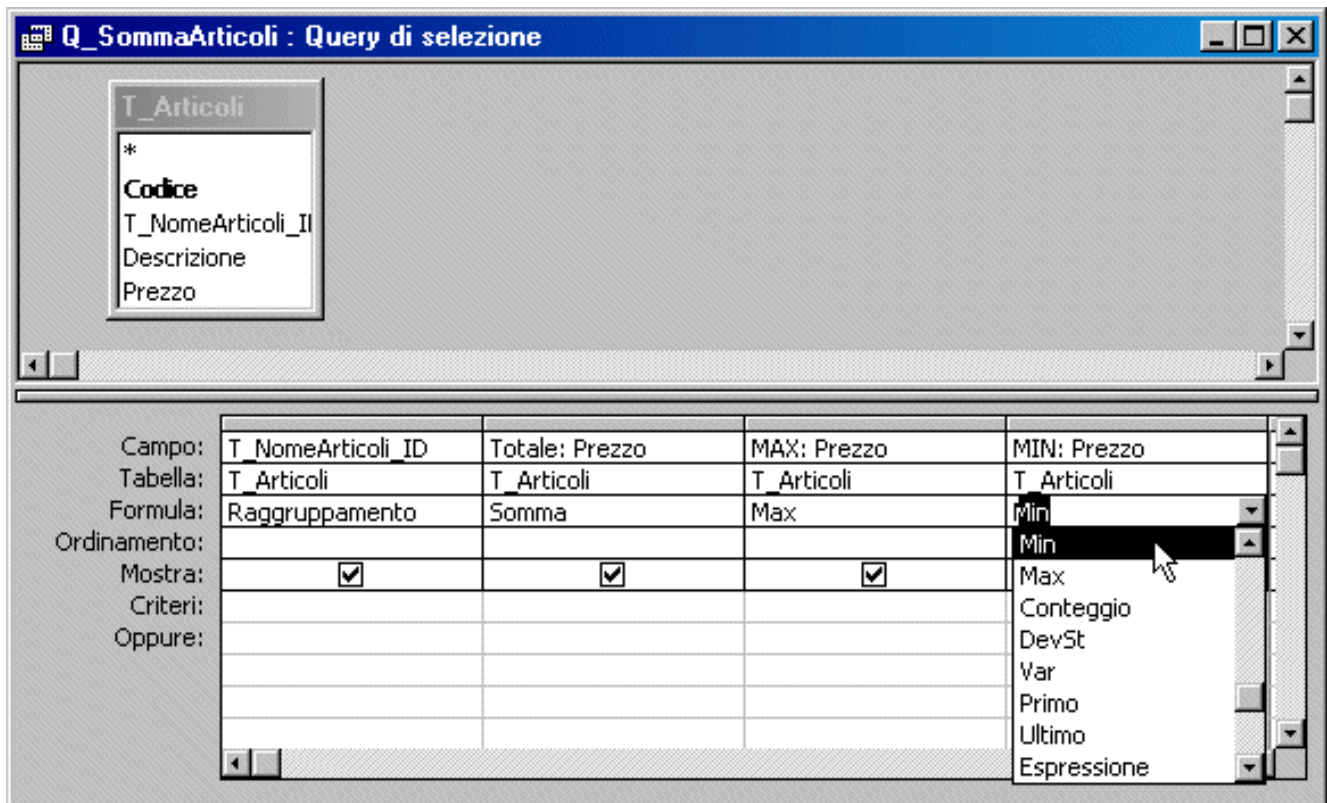 Q_SommaArticoli : Query di selezione
T_Articoli
*
Codice
T_NomeArticoli_I
Descrizione
Prezzo
Campo: T_NomeArticoli_ID Totale: Prezzo MAX: Prezzo MIN: Prezzo
Tabella: T_Articoli T_Articoli T_Articoli T_Articoli
Formula: Raggruppamento Somma Max Min
Ordinamento: Min
Mostra: Max
Criteri: Conteggio
Oppure: DevSt
Var
Primo
Ultimo
Espressione